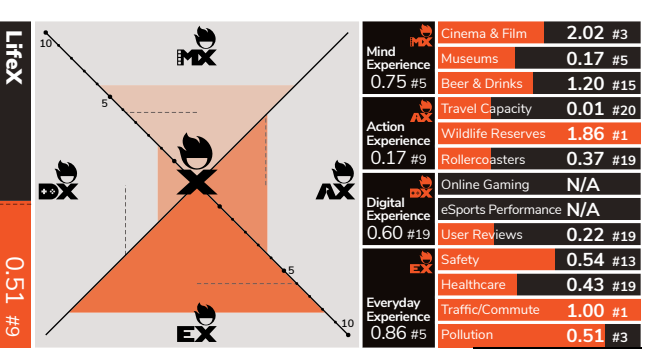 LifeX
0.51 #9
10
5
MX
DX
X
AX
EX
5
10
MX
Mind
Experience
0.75 #5
AX
Action
Experience
0.17 #9
DX
Digital
Experience
0.60 #19
EX
Everyday
Experience
0.86 #5
Cinema & Film 2.02 #3
Museums 0.17 #5
Beer & Drinks 1.20 #15
Travel Capacity 0.01 #20
Wildlife Reserves 1.86 #1
Rollercoasters 0.37 #19
Online Gaming N/A
eSports Performance N/A
User Reviews 0.22 #19
Safety 0.54 #13
Healthcare 0.43 #19
Traffic/Commute 1.00 #1
Pollution 0.51 #3